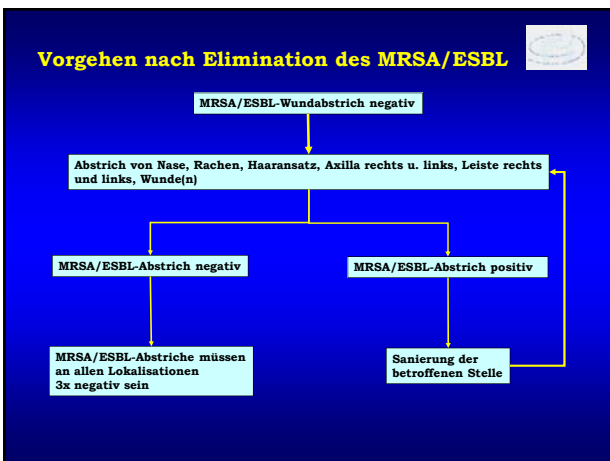 Vorgehen nach Elimination des MRSA/ESBL
MRSA/ESBL-Wundabstrich negativ
Abstrich von Nase, Rachen, Haaransatz, Axilla rechts u. links, Leiste rechts
und links, Wunde(n)
MRSA/ESBL-Abstrich negativ
MRSA/ESBL-Abstrich positiv
MRSA/ESBL-Abstriche müssen
an allen Lokalisationen
3x negativ sein
Sanierung der
betroffenen Stelle